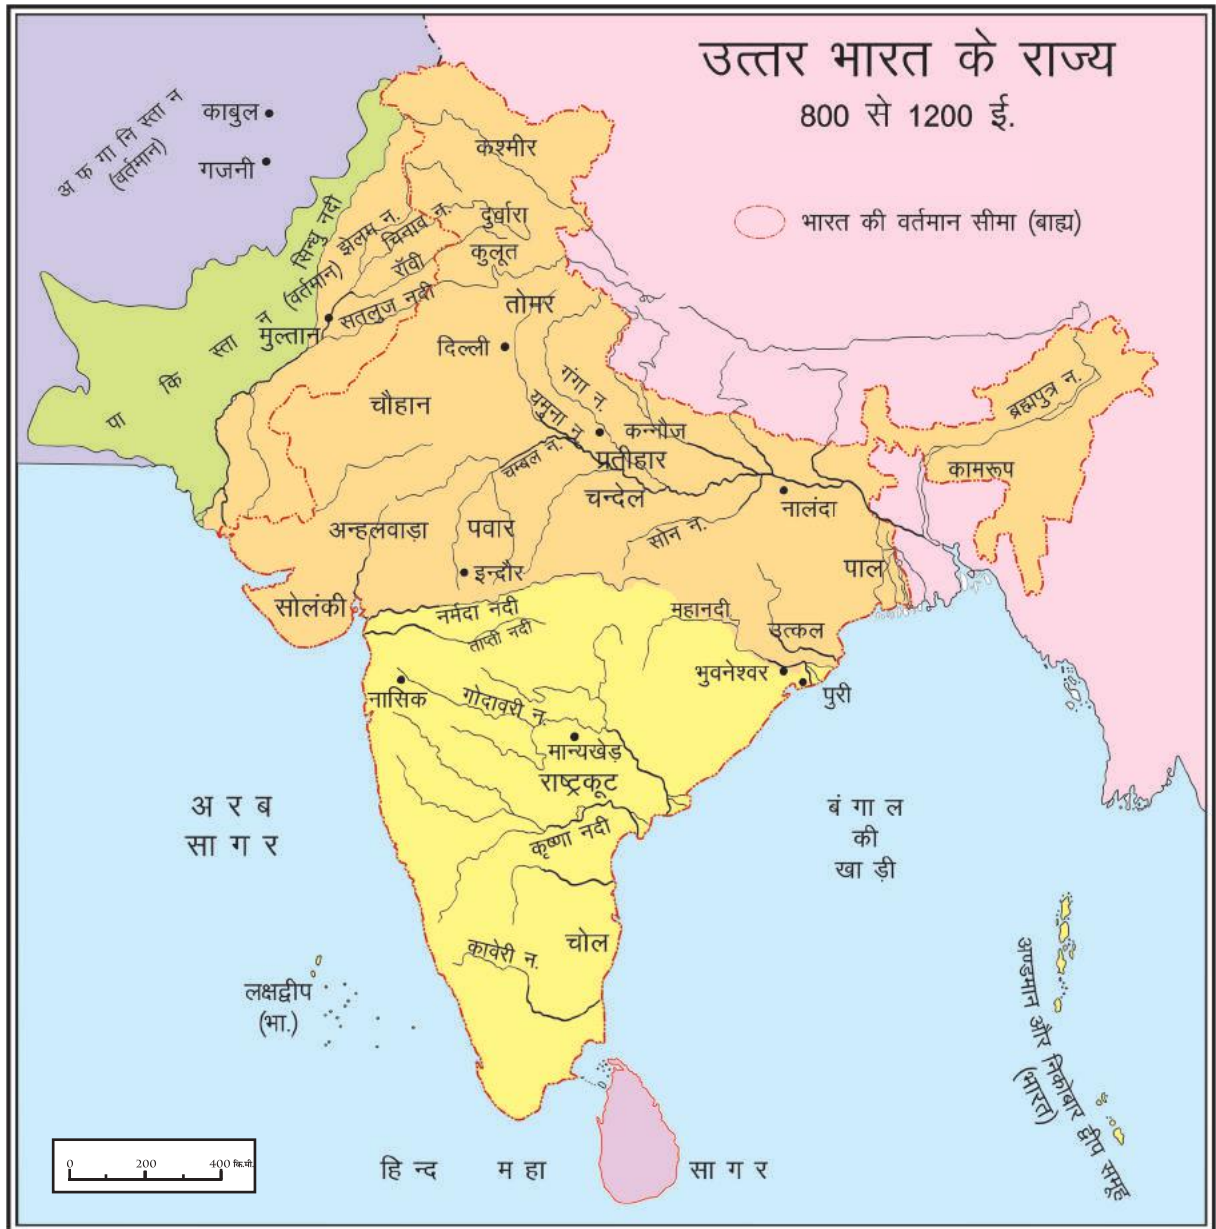 उत्तर भारत के राज्य
800 से 1200 ई.
भारत की वर्तमान सीमा (बाह्य)
अफगानिस्तान
(वर्तमान)
काबुल
गजनी
कश्मीर
सिन्धु नदी
झेलम न.
चिनाव न.
दुर्घारा
कुलूत
रॉवी
सतलुज नदी
पाकिस्तान (वर्तमान)
मुल्तान
तोमर
दिल्ली
चौहान
गंगा न.
यमुना न.
कन्नौज
प्रतीहार
चम्बल न.
चन्देल
ब्रह्मपुत्र न.
कामरूप
नालंदा
अन्हलवाड़ा
पवार
सोन न.
इन्दौर
पाल
सोलंकी
नर्मदा नदी
ताप्ती नदी
महानदी
उत्कल
भुवनेश्वर
पुरी
नासिक
गोदावरी न.
मान्यखेड़
राष्ट्रकूट
अरब
सागर
बंगाल
की
खाड़ी
कृष्णा नदी
चोल
कावेरी न.
लक्षद्वीप
(भा.)
अण्डमान और निकोबार द्वीप समूह
(भारत)
0 200 400 कि.मी.
हिन्द महा सागर